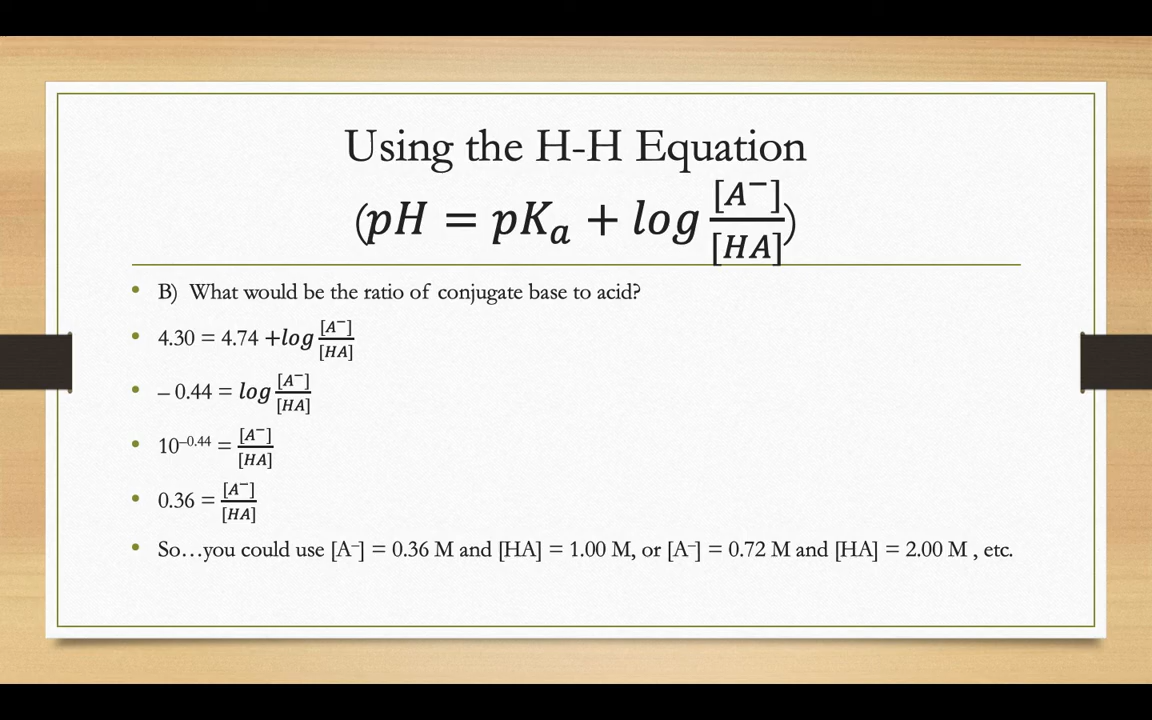 Using the H-H Equation
(pH = pKₐ + log [A⁻]/[HA])
• B) What would be the ratio of conjugate base to acid?
• 4.30 = 4.74 +log [A⁻]/[HA]
• – 0.44 = log [A⁻]/[HA]
• 10⁻⁰·⁴⁴ = [A⁻]/[HA]
• 0.36 = [A⁻]/[HA]
• So…you could use [A⁻] = 0.36 M and [HA] = 1.00 M, or [A⁻] = 0.72 M and [HA] = 2.00 M , etc.